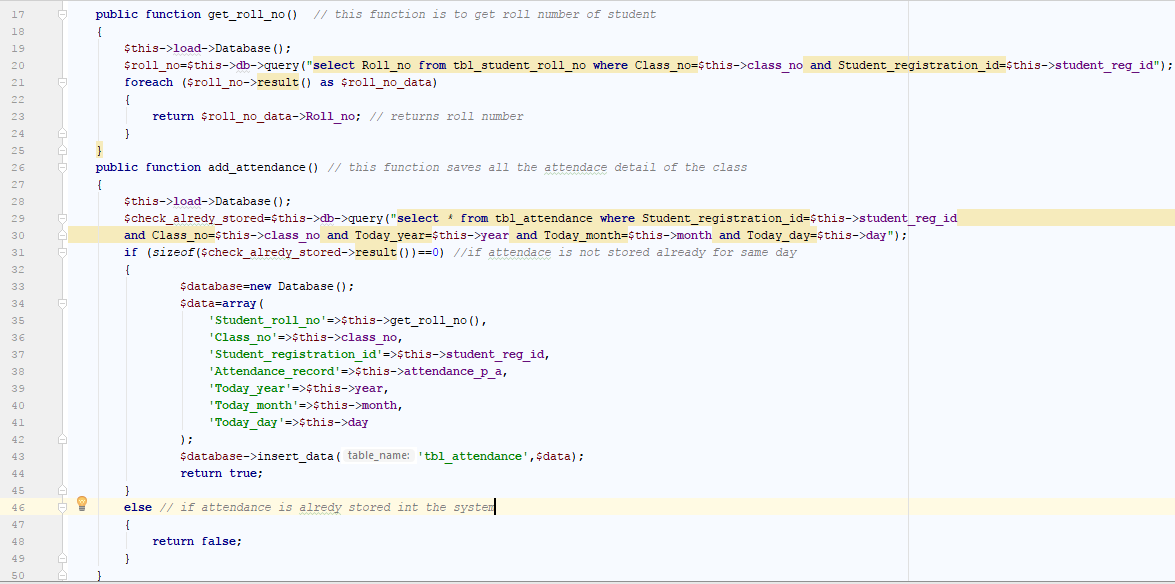 17 public function get_roll_no() // this function is to get roll number of student
18 {
19 $this->load->Database();
20 $roll_no=$this->db->query("select Roll_no from tbl_student_roll_no where Class_no=$this->class_no and Student_registration_id=$this->student_reg_id");
21 foreach ($roll_no->result() as $roll_no_data)
22 {
23 return $roll_no_data->Roll_no; // returns roll number
24 }
25 }
26 public function add_attendance() // this function saves all the attendace detail of the class
27 {
28 $this->load->Database();
29 $check_alredy_stored=$this->db->query("select * from tbl_attendance where Student_registration_id=$this->student_reg_id
30 and Class_no=$this->class_no and Today_year=$this->year and Today_month=$this->month and Today_day=$this->day");
31 if (sizeof($check_alredy_stored->result())==0) //if attendace is not stored already for same day
32 {
33 $database=new Database();
34 $data=array(
35 'Student_roll_no'=>$this->get_roll_no(),
36 'Class_no'=>$this->class_no,
37 'Student_registration_id'=>$this->student_reg_id,
38 'Attendance_record'=>$this->attendance_p_a,
39 'Today_year'=>$this->year,
40 'Today_month'=>$this->month,
41 'Today_day'=>$this->day
42 );
43 $database->insert_data( table_name: 'tbl_attendance',$data);
44 return true;
45 }
46 else // if attendance is alredy stored int the system
47 {
48 return false;
49 }
50 }